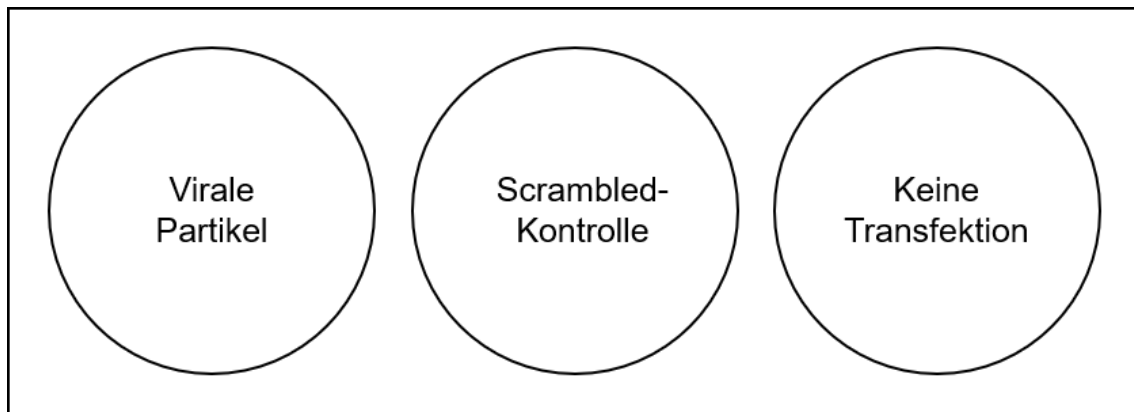 Virale
Partikel
Scrambled-
Kontrolle
Keine
Transfektion